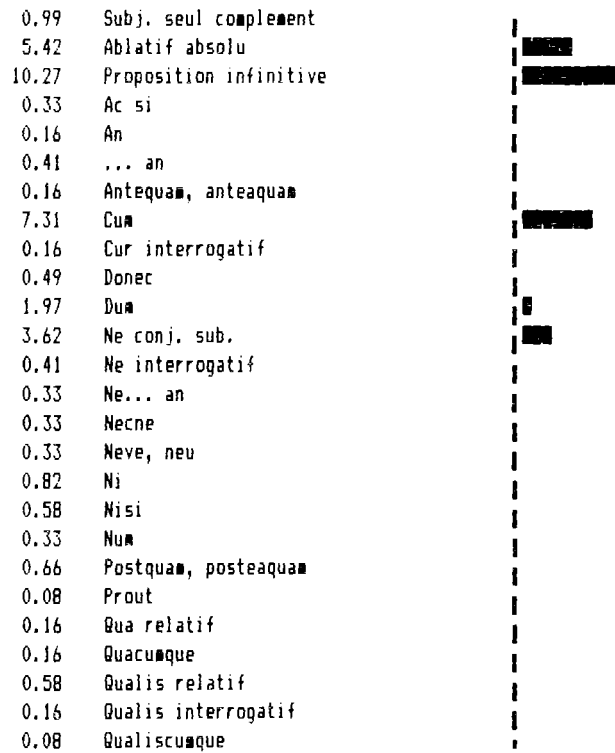 0.99 Subj. seul complement
5.42 Ablatif absolu
10.27 Proposition infinitive
0.33 Ac si
0.16 An
0.41 ... an
0.16 Antequam, anteaquam
7.31 Cum
0.16 Cur interrogatif
0.49 Donec
1.97 Dum
3.62 Ne conj. sub.
0.41 Ne interrogatif
0.33 Ne... an
0.33 Necne
0.33 Neve, neu
0.82 Ni
0.58 Nisi
0.33 Num
0.66 Postquam, posteaquam
0.08 Prout
0.16 Qua relatif
0.16 Quacumque
0.58 Qualis relatif
0.16 Qualis interrogatif
0.08 Qualiscumque